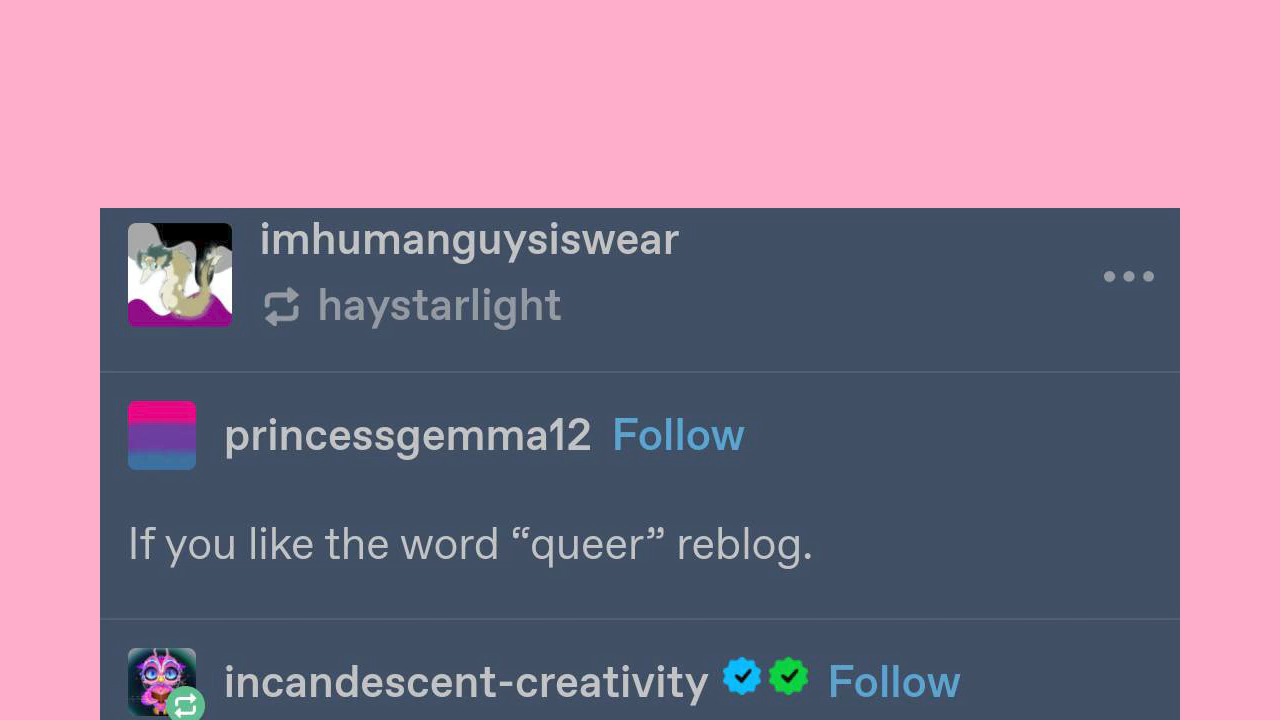 imhumanguysiswear
haystarlight
princessgemma12 Follow
If you like the word “queer” reblog.
incandescent-creativity Follow